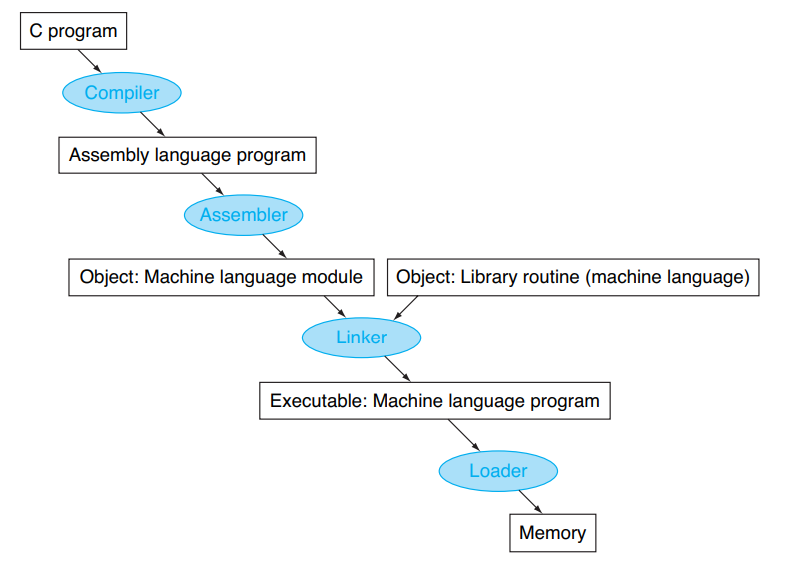 C program
Compiler
Assembly language program
Assembler
Object: Machine language module
Object: Library routine (machine language)
Linker
Executable: Machine language program
Loader
Memory